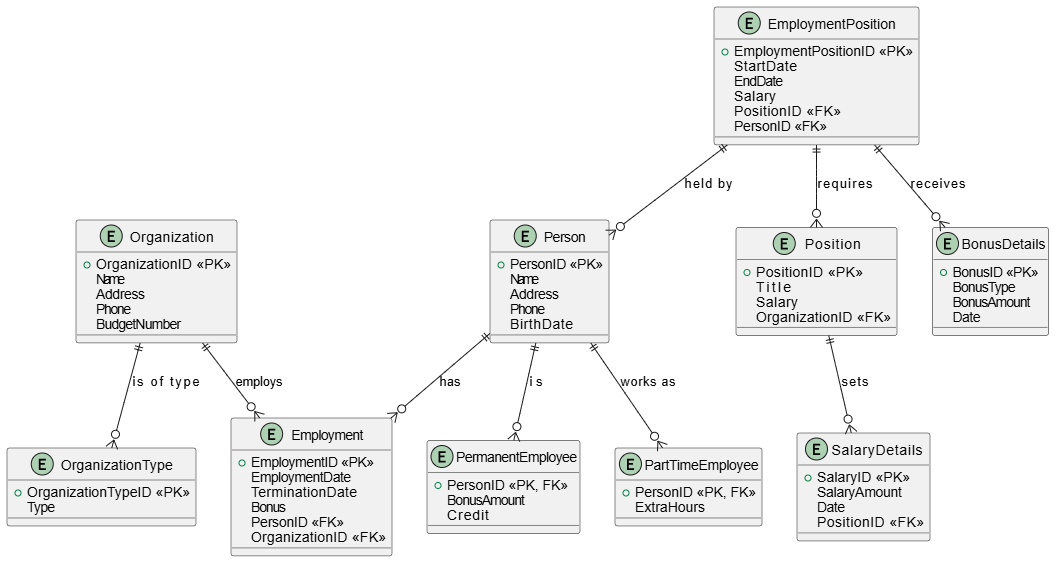 E EmploymentPosition
EmploymentPositionID «PK»
StartDate
EndDate
Salary
PositionID «FK»
PersonID «FK»
held by
requires
receives
E Organization
OrganizationID «PK»
Name
Address
Phone
BudgetNumber
E Person
PersonID «PK»
Name
Address
Phone
BirthDate
E Position
PositionID «PK»
Title
Salary
OrganizationID «FK»
E BonusDetails
BonusID «PK»
BonusType
BonusAmount
Date
is of type
employs
has
is
works as
sets
E OrganizationType
OrganizationTypeID «PK»
Type
E Employment
EmploymentID «PK»
EmploymentDate
TerminationDate
Bonus
PersonID «FK»
OrganizationID «FK»
E PermanentEmployee
PersonID «PK, FK»
BonusAmount
Credit
E PartTimeEmployee
PersonID «PK, FK»
ExtraHours
E SalaryDetails
SalaryID «PK»
SalaryAmount
Date
PositionID «FK»